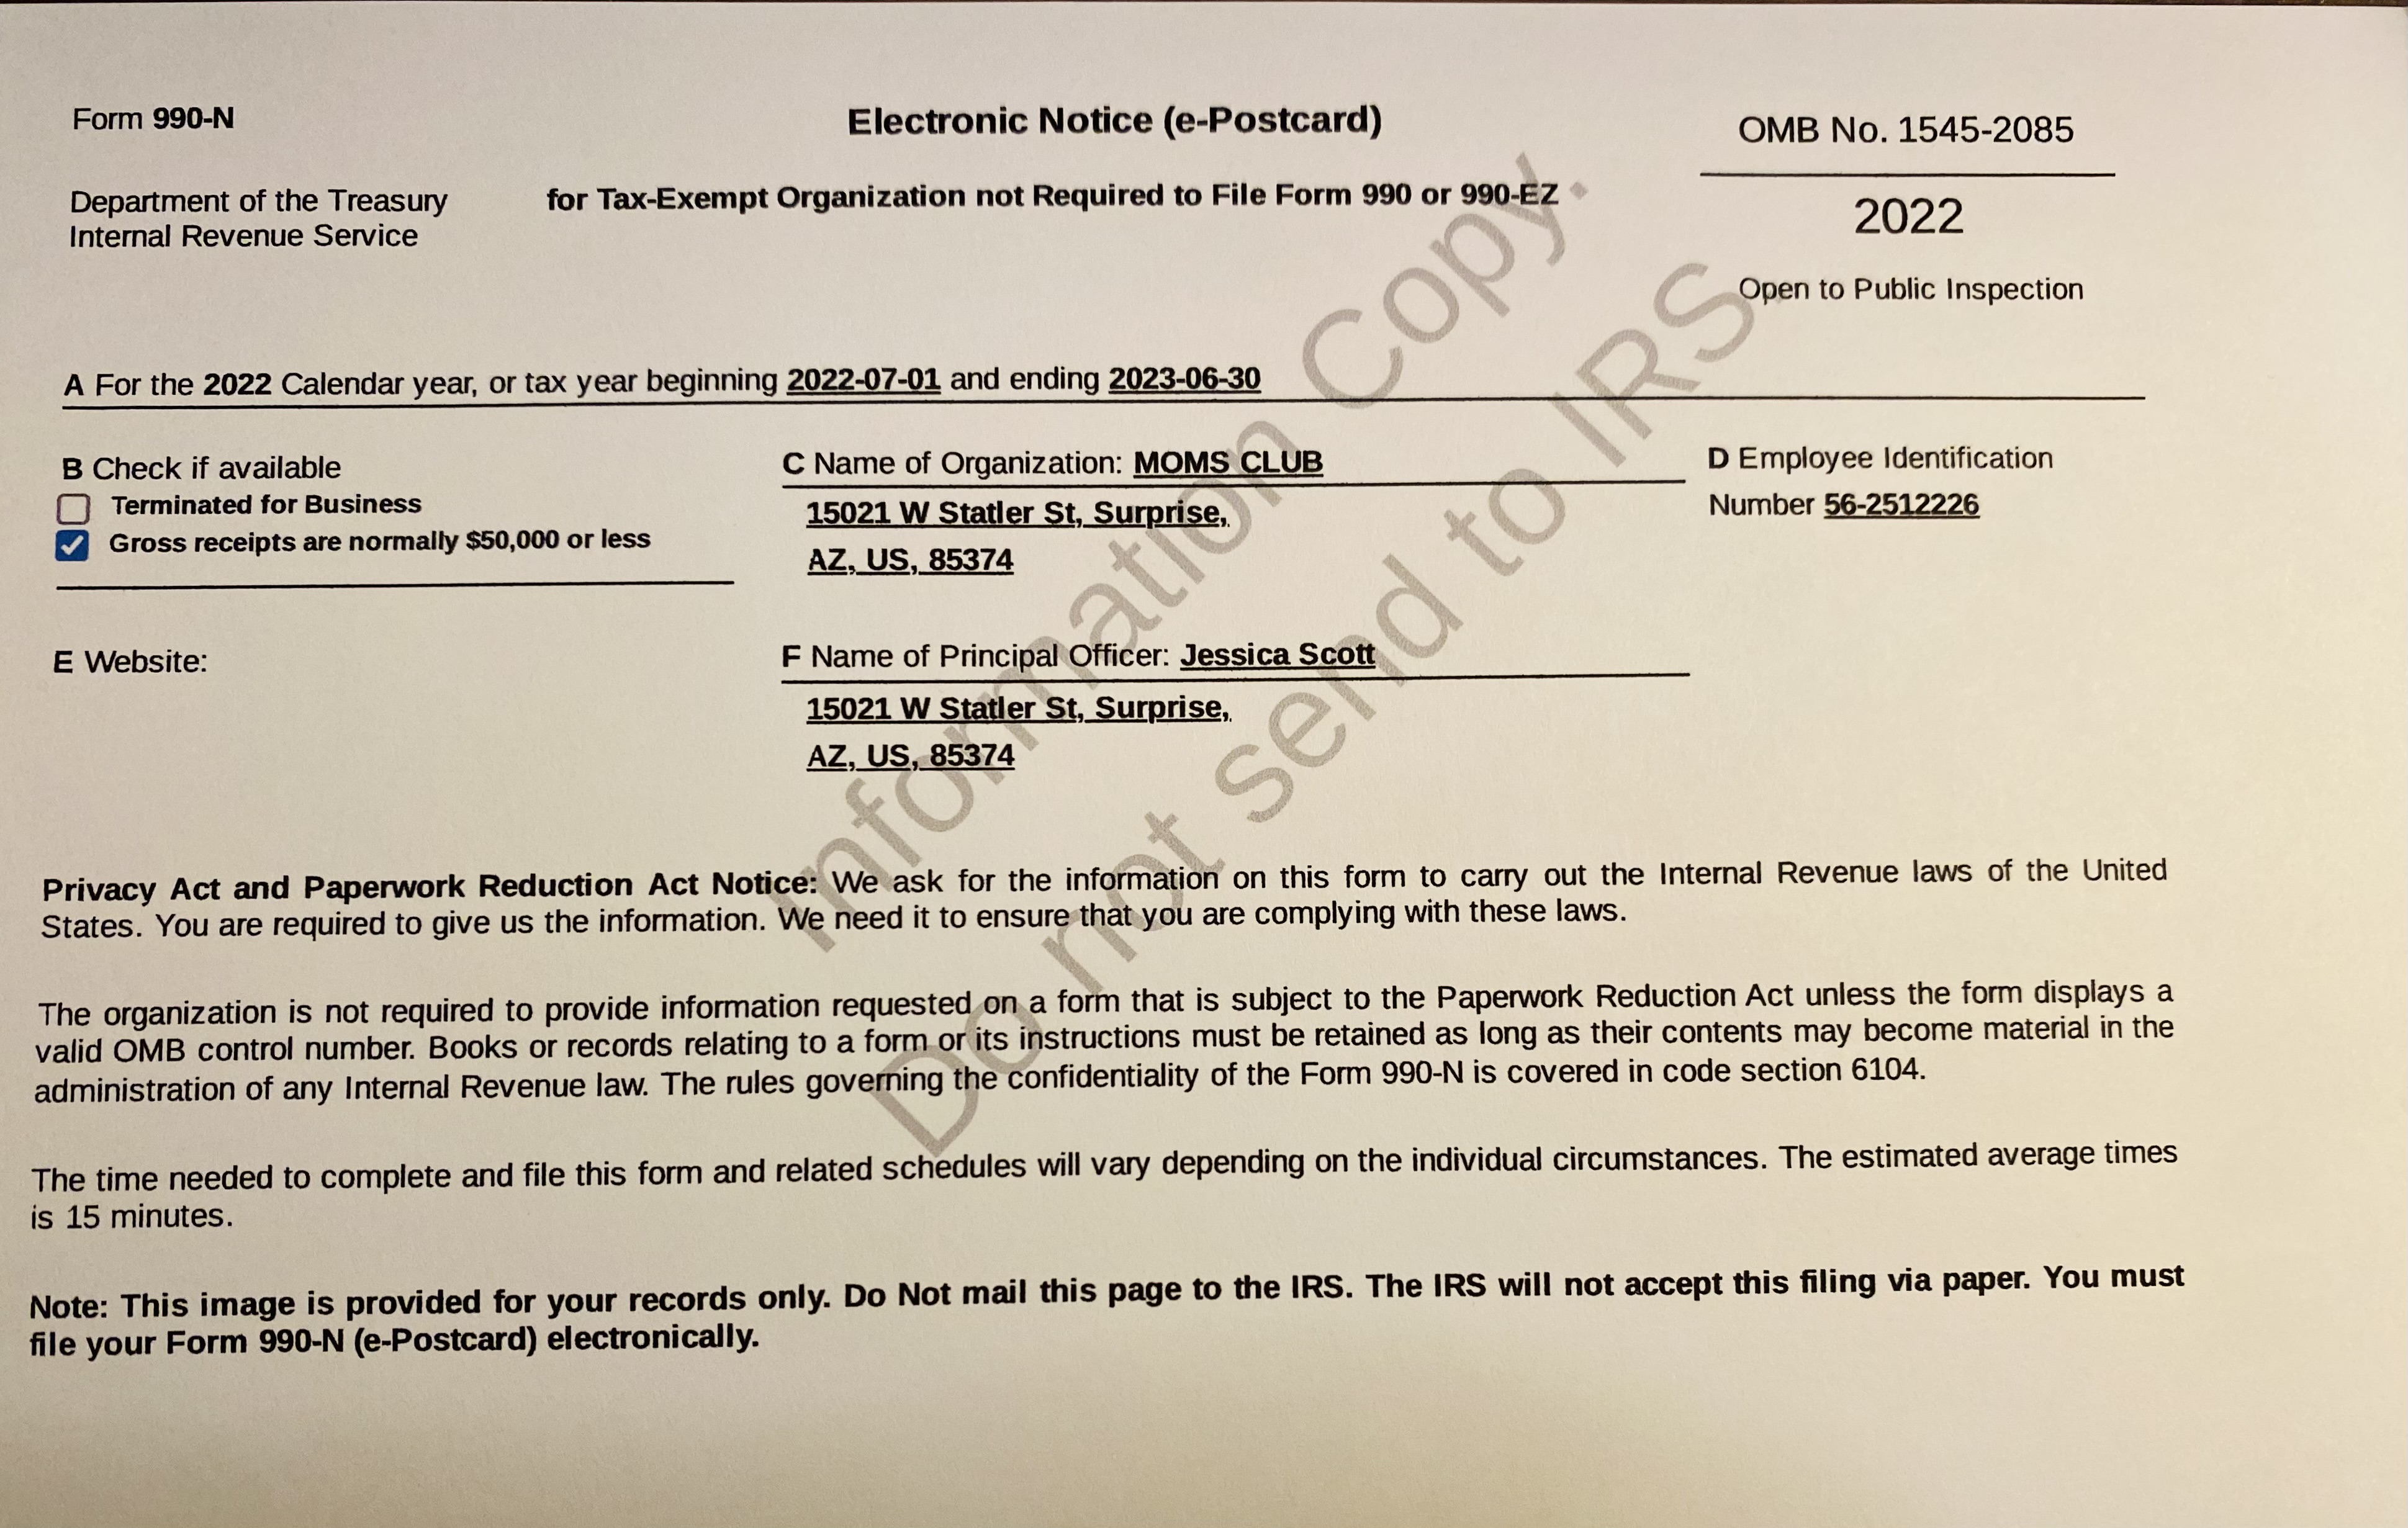 Form 990-N
Electronic Notice (e-Postcard)
OMB No. 1545-2085
Department of the Treasury
Internal Revenue Service
for Tax-Exempt Organization not Required to File Form 990 or 990-EZ
2022
Open to Public Inspection
A For the 2022 Calendar year, or tax year beginning 2022-07-01 and ending 2023-06-30
B Check if available
Terminated for Business
Gross receipts are normally $50,000 or less
C Name of Organization: MOMS CLUB
15021 W Statler St, Surprise,
AZ, US, 85374
D Employee Identification
Number 56-2512226
E Website:
F Name of Principal Officer: Jessica Scott
15021 W Statler St, Surprise,
AZ, US, 85374
Privacy Act and Paperwork Reduction Act Notice: We ask for the information on this form to carry out the Internal Revenue laws of the United
States. You are required to give us the information. We need it to ensure that you are complying with these laws.
The organization is not required to provide information requested on a form that is subject to the Paperwork Reduction Act unless the form displays a
valid OMB control number. Books or records relating to a form or its instructions must be retained as long as their contents may become material in the
administration of any Internal Revenue law. The rules governing the confidentiality of the Form 990-N is covered in code section 6104.
The time needed to complete and file this form and related schedules will vary depending on the individual circumstances. The estimated average times
is 15 minutes.
Note: This image is provided for your records only. Do Not mail this page to the IRS. The IRS will not accept this filing via paper. You must
file your Form 990-N (e-Postcard) electronically.
Information Copy.
Do not send to IRS.